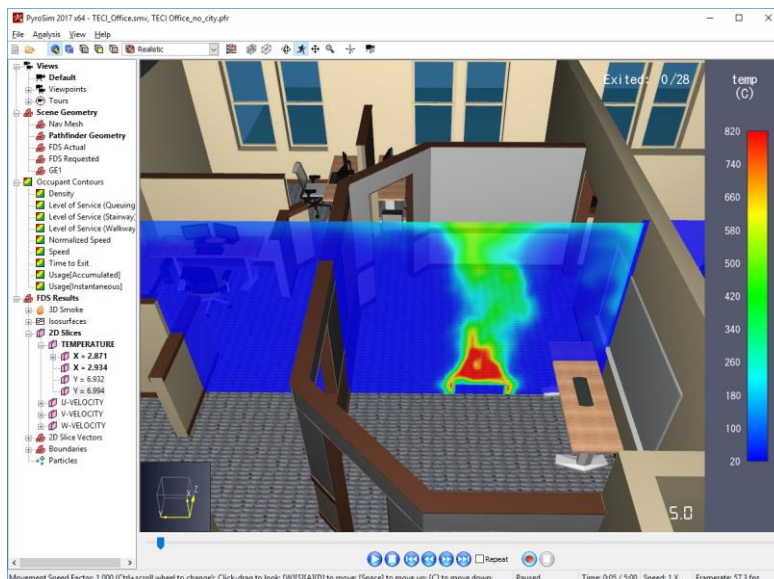 PyroSim 2017 x64 - TECI_Office.smv, TECI Office_no_city.pfr
File Analysis View Help
Realistic
Views
Default
Viewpoints
Tours
Scene Geometry
Nav Mesh
Pathfinder Geometry
FDS Actual
FDS Requested
GE1
Occupant Contours
Density
Level of Service (Queuing
Level of Service (Stairway)
Level of Service (Walkway
Normalized Speed
Speed
Time to Exit
Usage[Accumulated]
Usage[Instantaneous]
FDS Results
3D Smoke
Isosurfaces
2D Slices
TEMPERATURE
X = 2.871
X = 2.934
Y = 6.932
Y = 6.994
U-VELOCITY
V-VELOCITY
W-VELOCITY
2D Slice Vectors
Boundaries
Particles
Exited: 0/28
temp
(C)
820
740
660
580
500
420
340
260
180
100
20
Z
Y
5.0
Repeat
Movement Speed Factor: 1.000 (Ctrl+scroll wheel to change); Click+drag to look; [W][S][A][D] to move; [Space] to move up; [C] to move down; Paused Time: 0:05 / 5:00 Speed: 1 X Framerate: 57.3 fps